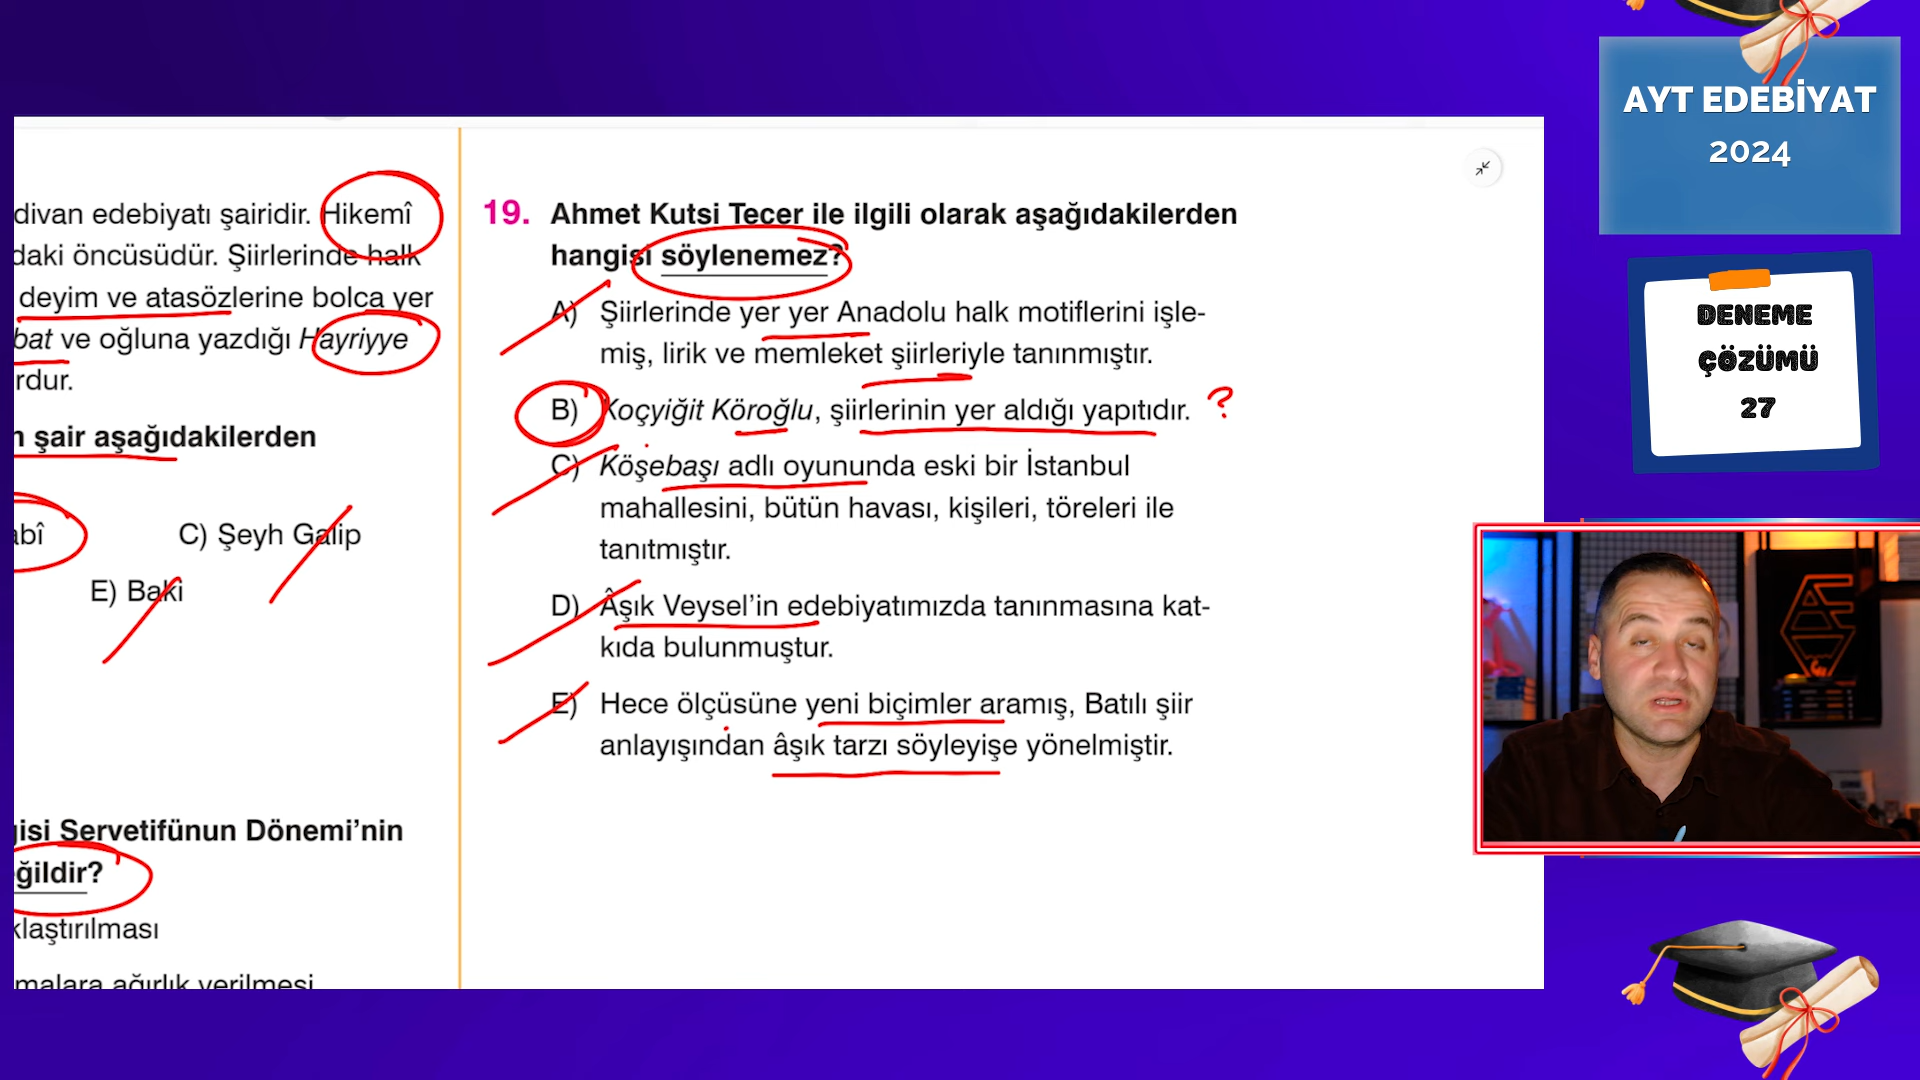 divan edebiyatı şairidir. Hikemî
daki öncüsüdür. Şiirlerinde halk
deyim ve atasözlerine bolca yer
bat ve oğluna yazdığı Hayriyye
rdur.
n şair aşağıdakilerden
abî
C) Şeyh Galip
E) Baki
gisi Servetifünun Dönemi’nin
ğildir?
klaştırılması
malara ağırlık verilmesi
19. Ahmet Kutsi Tecer ile ilgili olarak aşağıdakilerden
hangisi söylenemez?
A) Şiirlerinde yer yer Anadolu halk motiflerini işle-
miş, lirik ve memleket şiirleriyle tanınmıştır.
B) Koçyiğit Köroğlu, şiirlerinin yer aldığı yapıtıdır. ?
C) Köşebaşı adlı oyununda eski bir İstanbul
mahallesini, bütün havası, kişileri, töreleri ile
tanıtmıştır.
D) Âşık Veysel’in edebiyatımızda tanınmasına kat-
kıda bulunmuştur.
E) Hece ölçüsüne yeni biçimler aramış, Batılı şiir
anlayışından âşık tarzı söyleyişe yönelmiştir.
AYT EDEBİYAT
2024
DENEME
ÇÖZÜMÜ
27